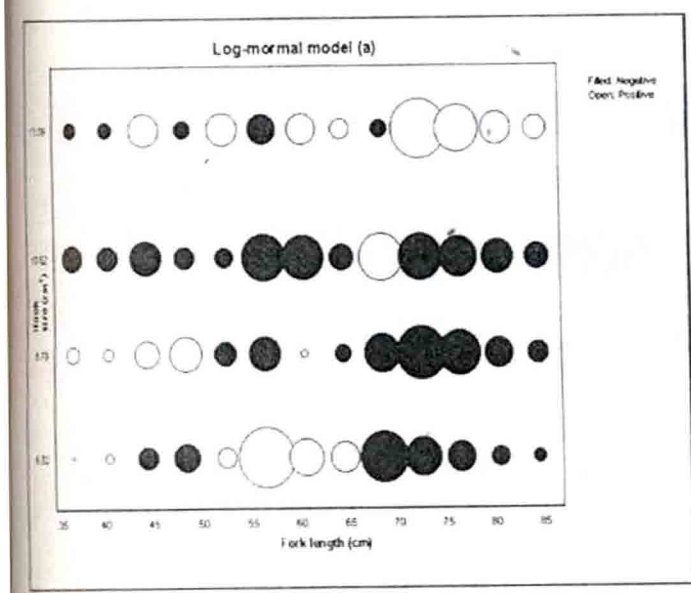 Log-mormal model (a)
Filled: Negative
Open: Positive
35 40 45 50 55 60 65 70 75 80 85
Fork length (cm)